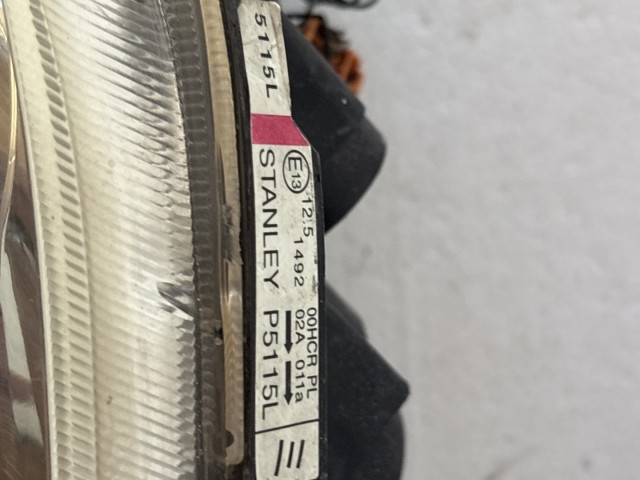 5115L
E13 12.5 1492
00HCR PL
02A 011a
STANLEY P5115L